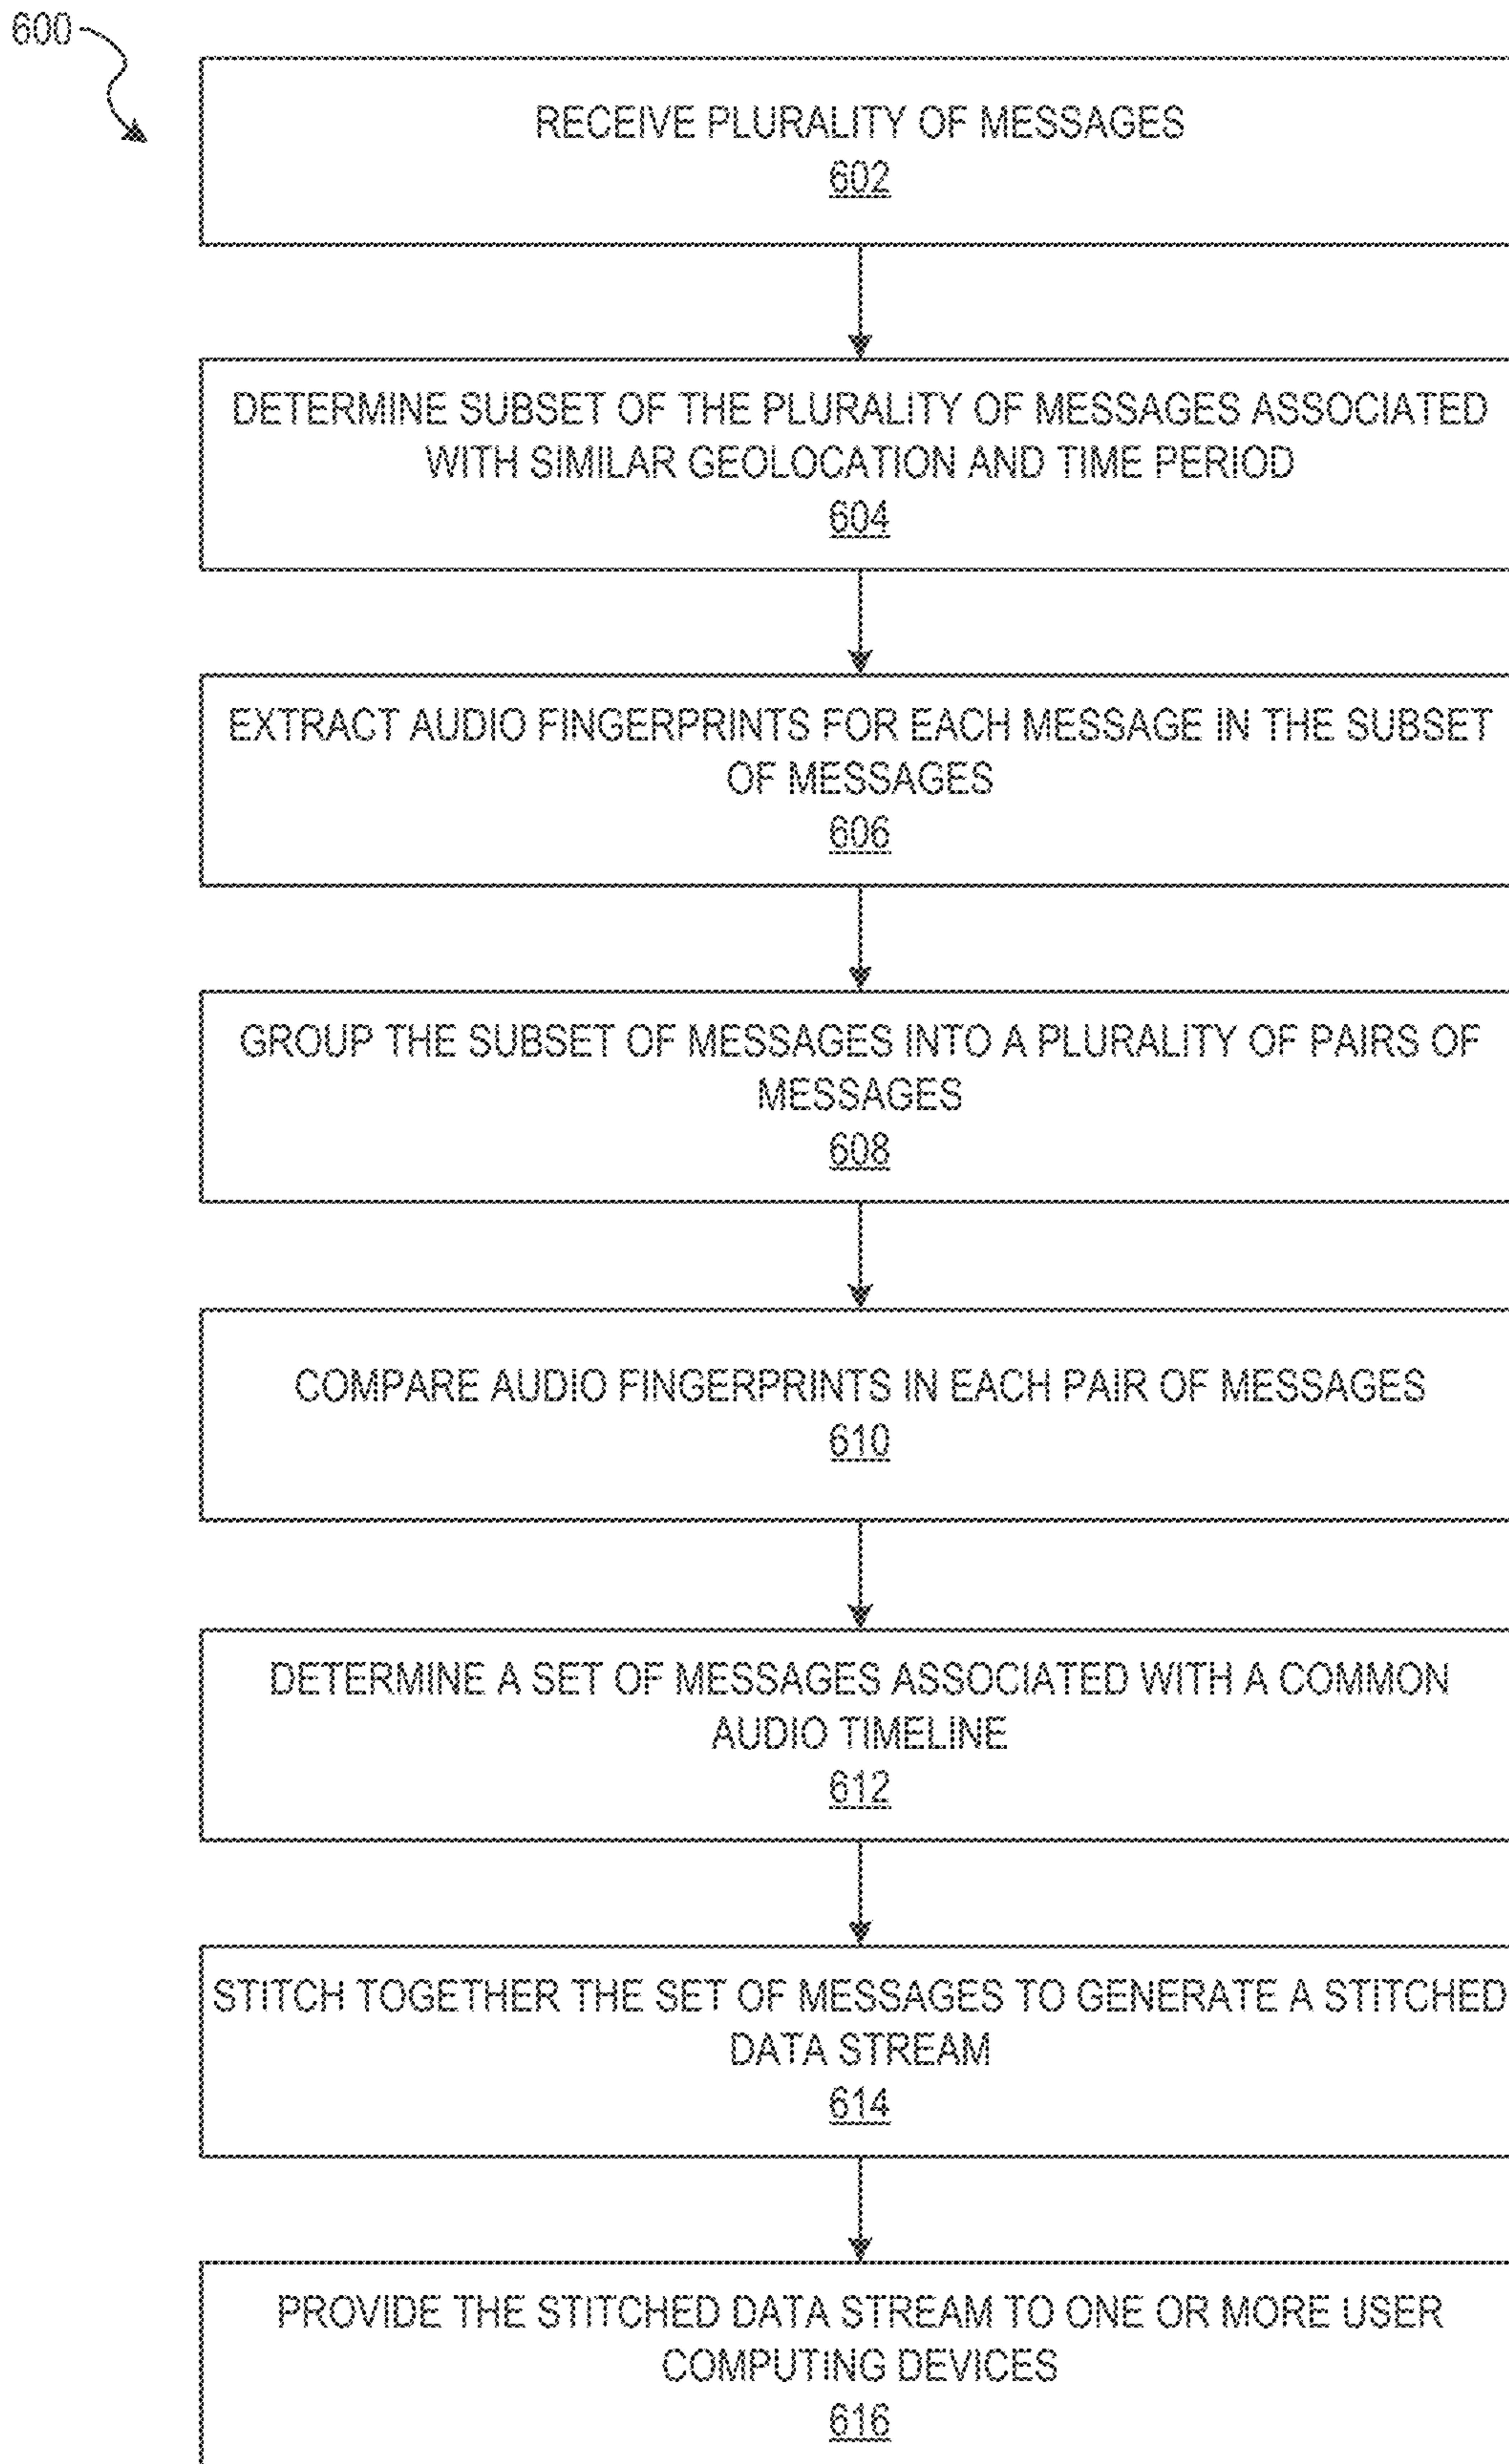 600
RECEIVE PLURALITY OF MESSAGES
602
DETERMINE SUBSET OF THE PLURALITY OF MESSAGES ASSOCIATED
WITH SIMILAR GEOLOCATION AND TIME PERIOD
604
EXTRACT AUDIO FINGERPRINTS FOR EACH MESSAGE IN THE SUBSET
OF MESSAGES
606
GROUP THE SUBSET OF MESSAGES INTO A PLURALITY OF PAIRS OF
MESSAGES
608
COMPARE AUDIO FINGERPRINTS IN EACH PAIR OF MESSAGES
610
DETERMINE A SET OF MESSAGES ASSOCIATED WITH A COMMON
AUDIO TIMELINE
612
STITCH TOGETHER THE SET OF MESSAGES TO GENERATE A STITCHED
DATA STREAM
614
PROVIDE THE STITCHED DATA STREAM TO ONE OR MORE USER
COMPUTING DEVICES
616